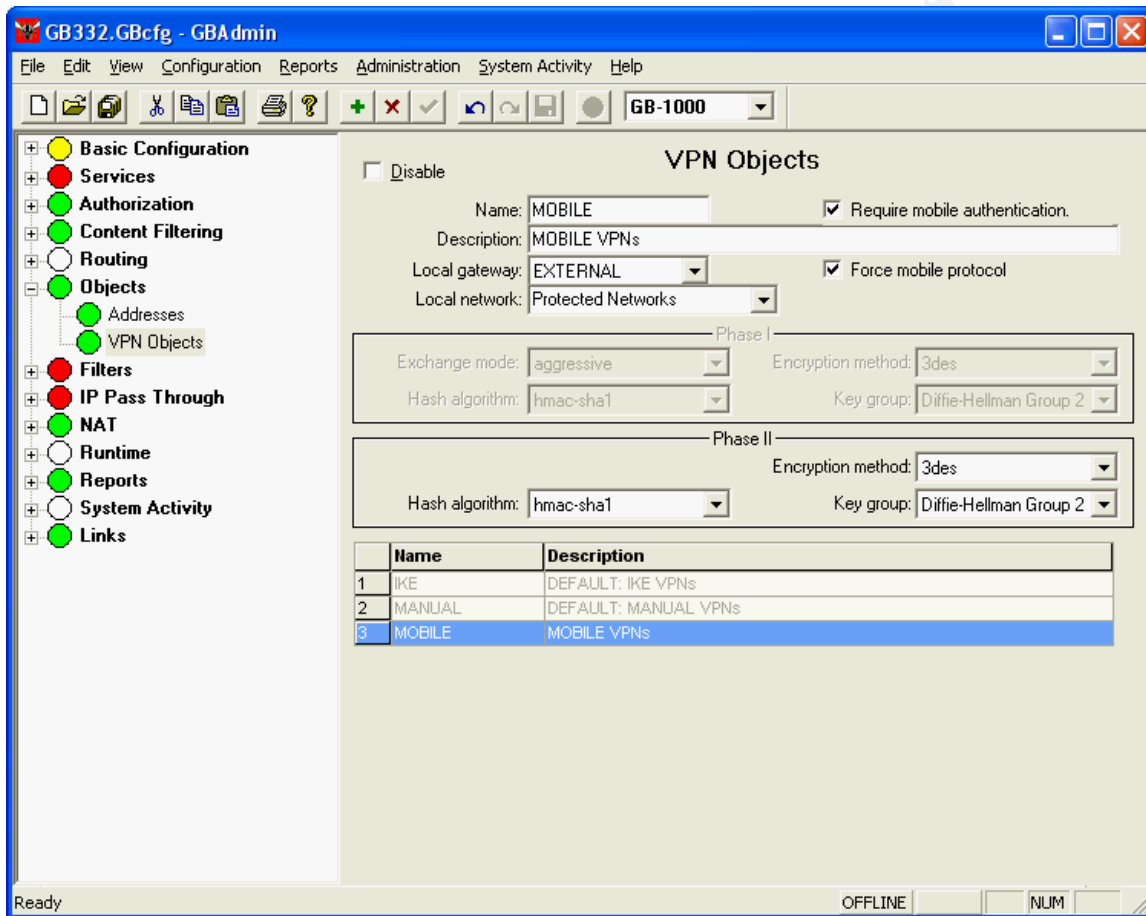 GB332.GBcfg - GBAdmin
File Edit View Configuration Reports Administration System Activity Help
GB-1000
Basic Configuration
Services
Authorization
Content Filtering
Routing
Objects
Addresses
VPN Objects
Filters
IP Pass Through
NAT
Runtime
Reports
System Activity
Links
VPN Objects
Disable
Name: MOBILE Require mobile authentication.
Description: MOBILE VPNs
Local gateway: EXTERNAL Force mobile protocol
Local network: Protected Networks
Phase I
Exchange mode: aggressive Encryption method: 3des
Hash algorithm: hmac-sha1 Key group: Diffie-Hellman Group 2
Phase II
Encryption method: 3des
Hash algorithm: hmac-sha1 Key group: Diffie-Hellman Group 2
Name Description
1 IKE DEFAULT: IKE VPNs
2 MANUAL DEFAULT: MANUAL VPNs
3 MOBILE MOBILE VPNs
Ready OFFLINE NUM